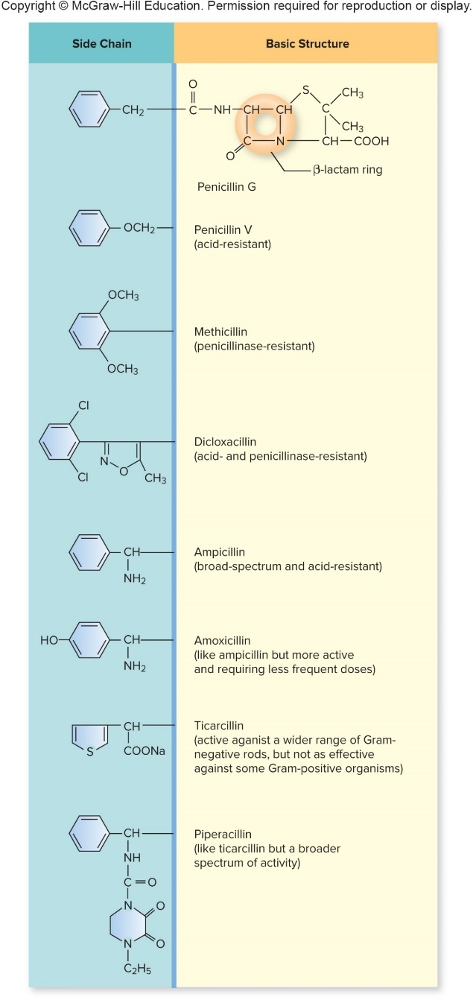 Copyright © McGraw-Hill Education. Permission required for reproduction or display.
Side Chain
Basic Structure
CH2
O
C
NH
CH
CH
S
C
CH3
CH3
C
N
CH
COOH
O
β-lactam ring
Penicillin G
OCH2
Penicillin V
(acid-resistant)
OCH3
OCH3
Methicillin
(penicillinase-resistant)
Cl
Cl
N
O
CH3
Dicloxacillin
(acid- and penicillinase-resistant)
CH
NH2
Ampicillin
(broad-spectrum and acid-resistant)
HO
CH
NH2
Amoxicillin
(like ampicillin but more active
and requiring less frequent doses)
S
CH
COONa
Ticarcillin
(active aganist a wider range of Gram-
negative rods, but not as effective
against some Gram-positive organisms)
CH
NH
C=O
N
O
O
N
C2H5
Piperacillin
(like ticarcillin but a broader
spectrum of activity)